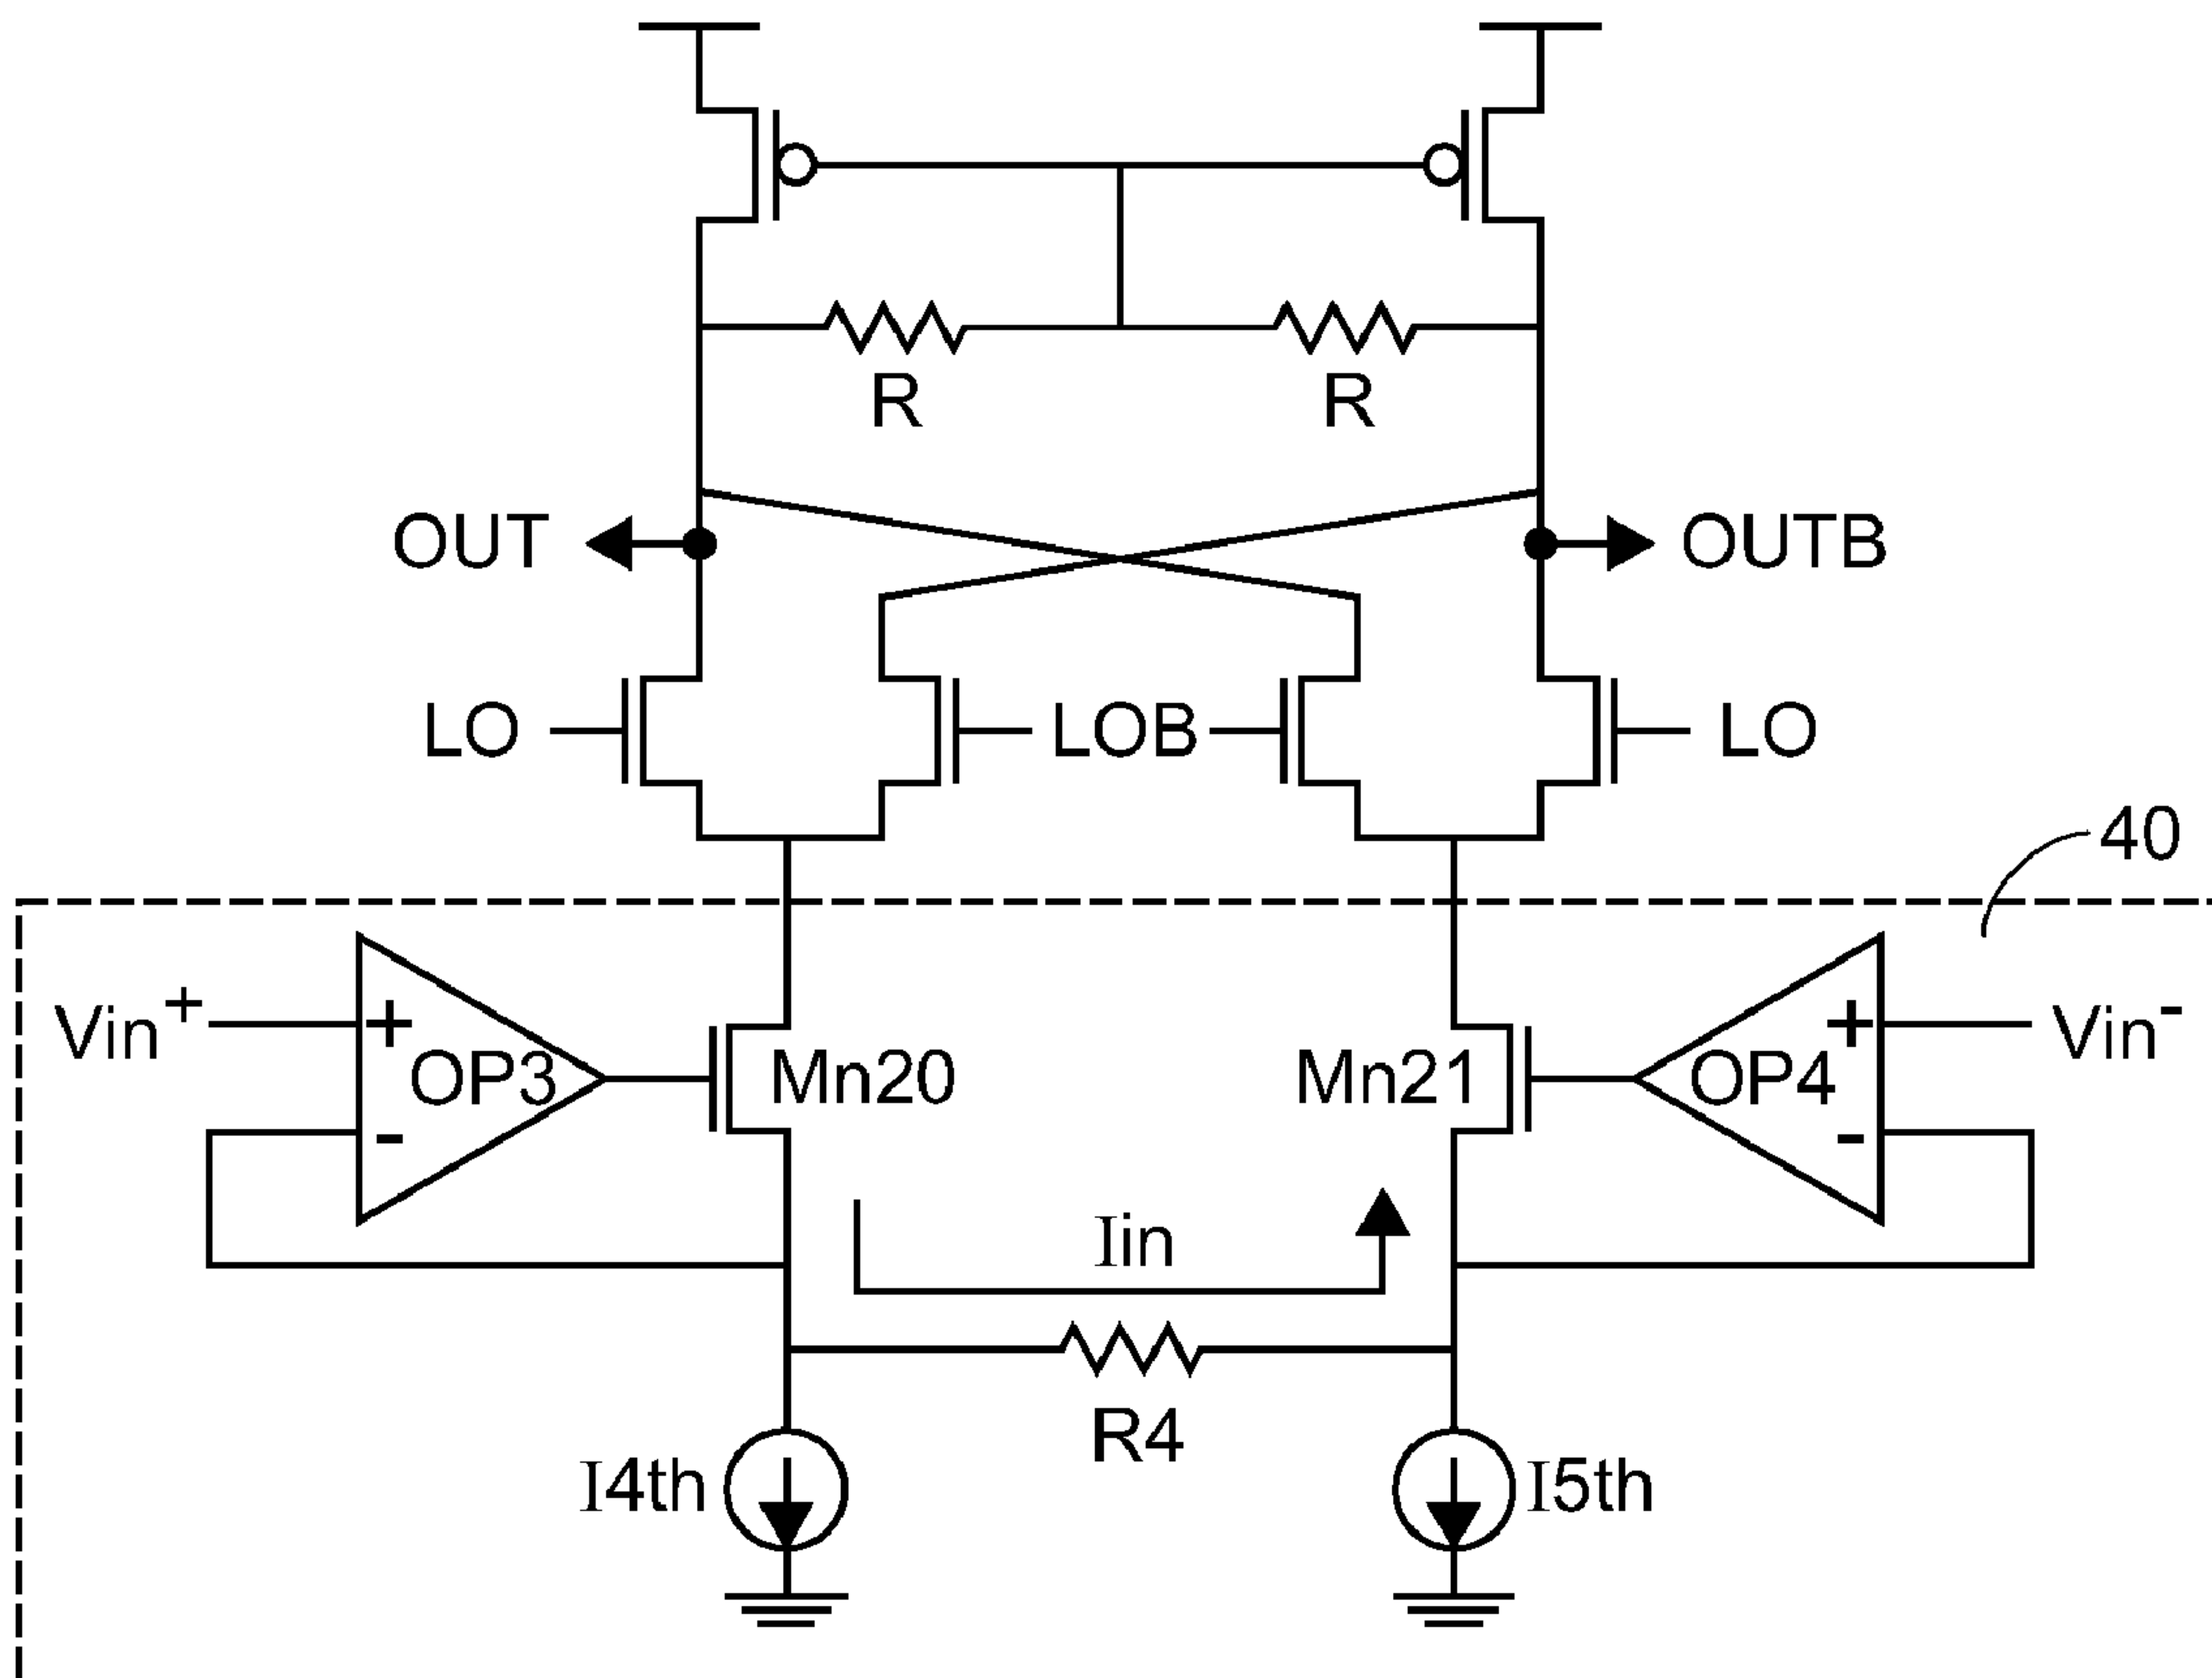 R R
OUT OUTB
LO LOB LO
40
Vin+ + + Vin-
OP3 Mn20 Mn21 OP4
- -
Iin
R4
I4th I5th